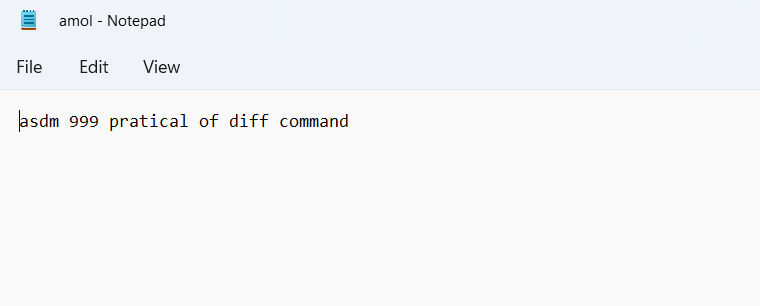 amol - Notepad
File Edit View
asdm 999 pratical of diff command